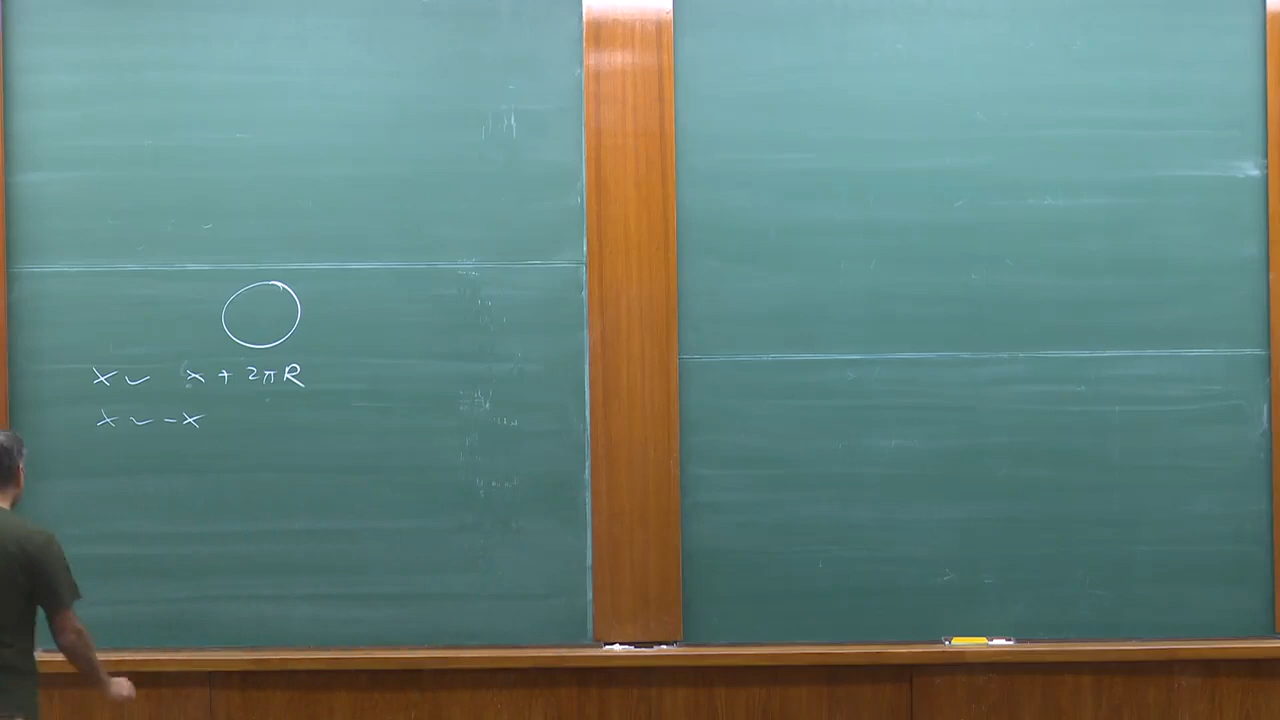 x ~ x + 2πR
x ~ -x